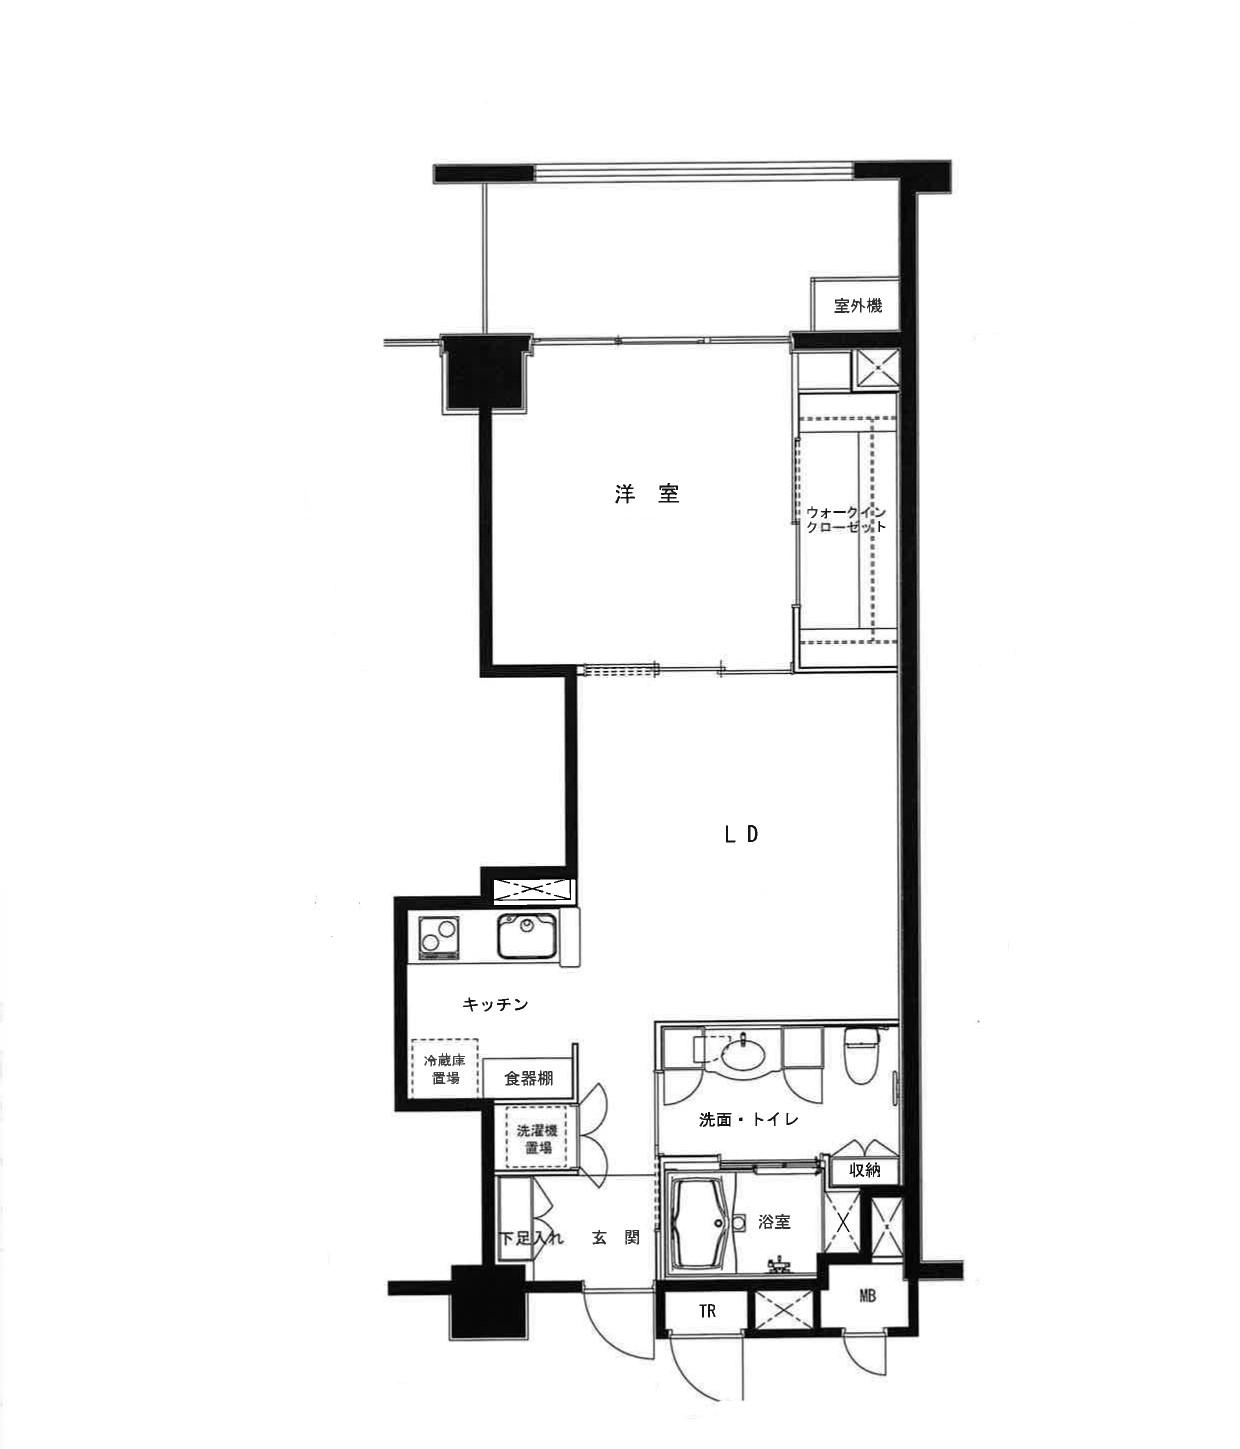 室外機
洋 室
ウォークイン
クローゼット
LD
キッチン
冷蔵庫
置場
食器棚
洗濯機
置場
洗面・トイレ
収納
下足入れ
玄 関
浴室
TR
MB